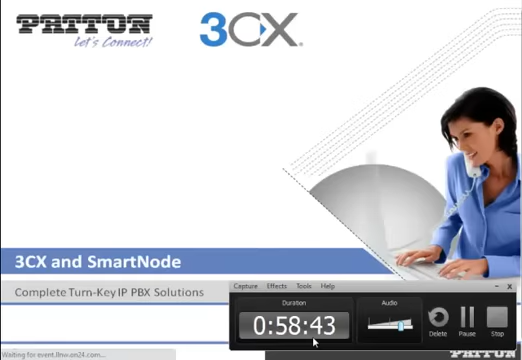 PATTON
Let's Connect!
3CX
3CX and SmartNode
Complete Turn-Key IP PBX Solutions
Capture Effects Tools Help - X
Duration
Audio
0:58:43
Delete Pause Stop
Waiting for event.llnw.on24.com...
PATTON